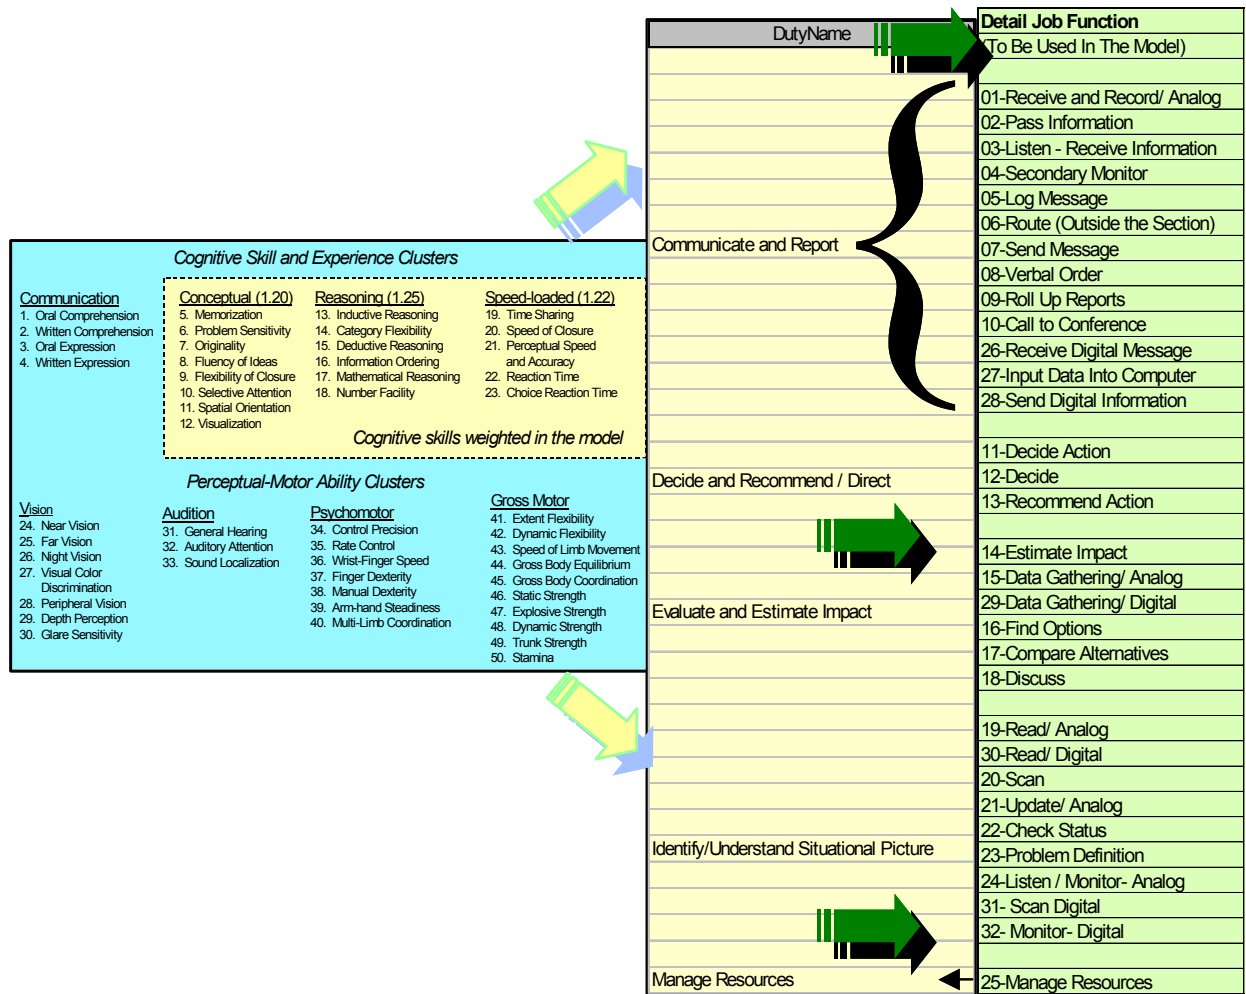 Cognitive Skill and Experience Clusters
Communication
1. Oral Comprehension
2. Written Comprehension
3. Oral Expression
4. Written Expression
Conceptual (1.20)
5. Memorization
6. Problem Sensitivity
7. Originality
8. Fluency of Ideas
9. Flexibility of Closure
10. Selective Attention
11. Spatial Orientation
12. Visualization
Reasoning (1.25)
13. Inductive Reasoning
14. Category Flexibility
15. Deductive Reasoning
16. Information Ordering
17. Mathematical Reasoning
18. Number Facility
Speed-loaded (1.22)
19. Time Sharing
20. Speed of Closure
21. Perceptual Speed
and Accuracy
22. Reaction Time
23. Choice Reaction Time
Cognitive skills weighted in the model
Perceptual-Motor Ability Clusters
Vision
24. Near Vision
25. Far Vision
26. Night Vision
27. Visual Color
Discrimination
28. Peripheral Vision
29. Depth Perception
30. Glare Sensitivity
Audition
31. General Hearing
32. Auditory Attention
33. Sound Localization
Psychomotor
34. Control Precision
35. Rate Control
36. Wrist-Finger Speed
37. Finger Dexterity
38. Manual Dexterity
39. Arm-hand Steadiness
40. Multi-Limb Coordination
Gross Motor
41. Extent Flexibility
42. Dynamic Flexibility
43. Speed of Limb Movement
44. Gross Body Equilibrium
45. Gross Body Coordination
46. Static Strength
47. Explosive Strength
48. Dynamic Strength
49. Trunk Strength
50. Stamina
DutyName
Communicate and Report
Decide and Recommend / Direct
Evaluate and Estimate Impact
Identify/Understand Situational Picture
Manage Resources
Detail Job Function
(To Be Used In The Model)
01-Receive and Record/ Analog
02-Pass Information
03-Listen - Receive Information
04-Secondary Monitor
05-Log Message
06-Route (Outside the Section)
07-Send Message
08-Verbal Order
09-Roll Up Reports
10-Call to Conference
26-Receive Digital Message
27-Input Data Into Computer
28-Send Digital Information
11-Decide Action
12-Decide
13-Recommend Action
14-Estimate Impact
15-Data Gathering/ Analog
29-Data Gathering/ Digital
16-Find Options
17-Compare Alternatives
18-Discuss
19-Read/ Analog
30-Read/ Digital
20-Scan
21-Update/ Analog
22-Check Status
23-Problem Definition
24-Listen / Monitor- Analog
31- Scan Digital
32- Monitor- Digital
25-Manage Resources